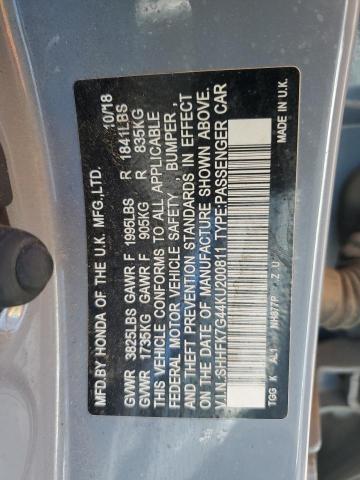 MFD.BY HONDA OF THE U.K. MFG.,LTD. 10/18
GVWR 3825LBS GAWR F 1995LBS R 1841LBS
GVWR 1735KG GAWR F 905KG R 835KG
THIS VEHICLE CONFORMS TO ALL APPLICABLE
FEDERAL MOTOR VEHICLE SAFETY , BUMPER ,
AND THEFT PREVENTION STANDARDS IN EFFECT
ON THE DATE OF MANUFACTURE SHOWN ABOVE.
V.I.N.SHHFK7G44KU200811 TYPE:PASSENGER CAR
MADE IN U.K.
TGG K AL1 NH877P Z U